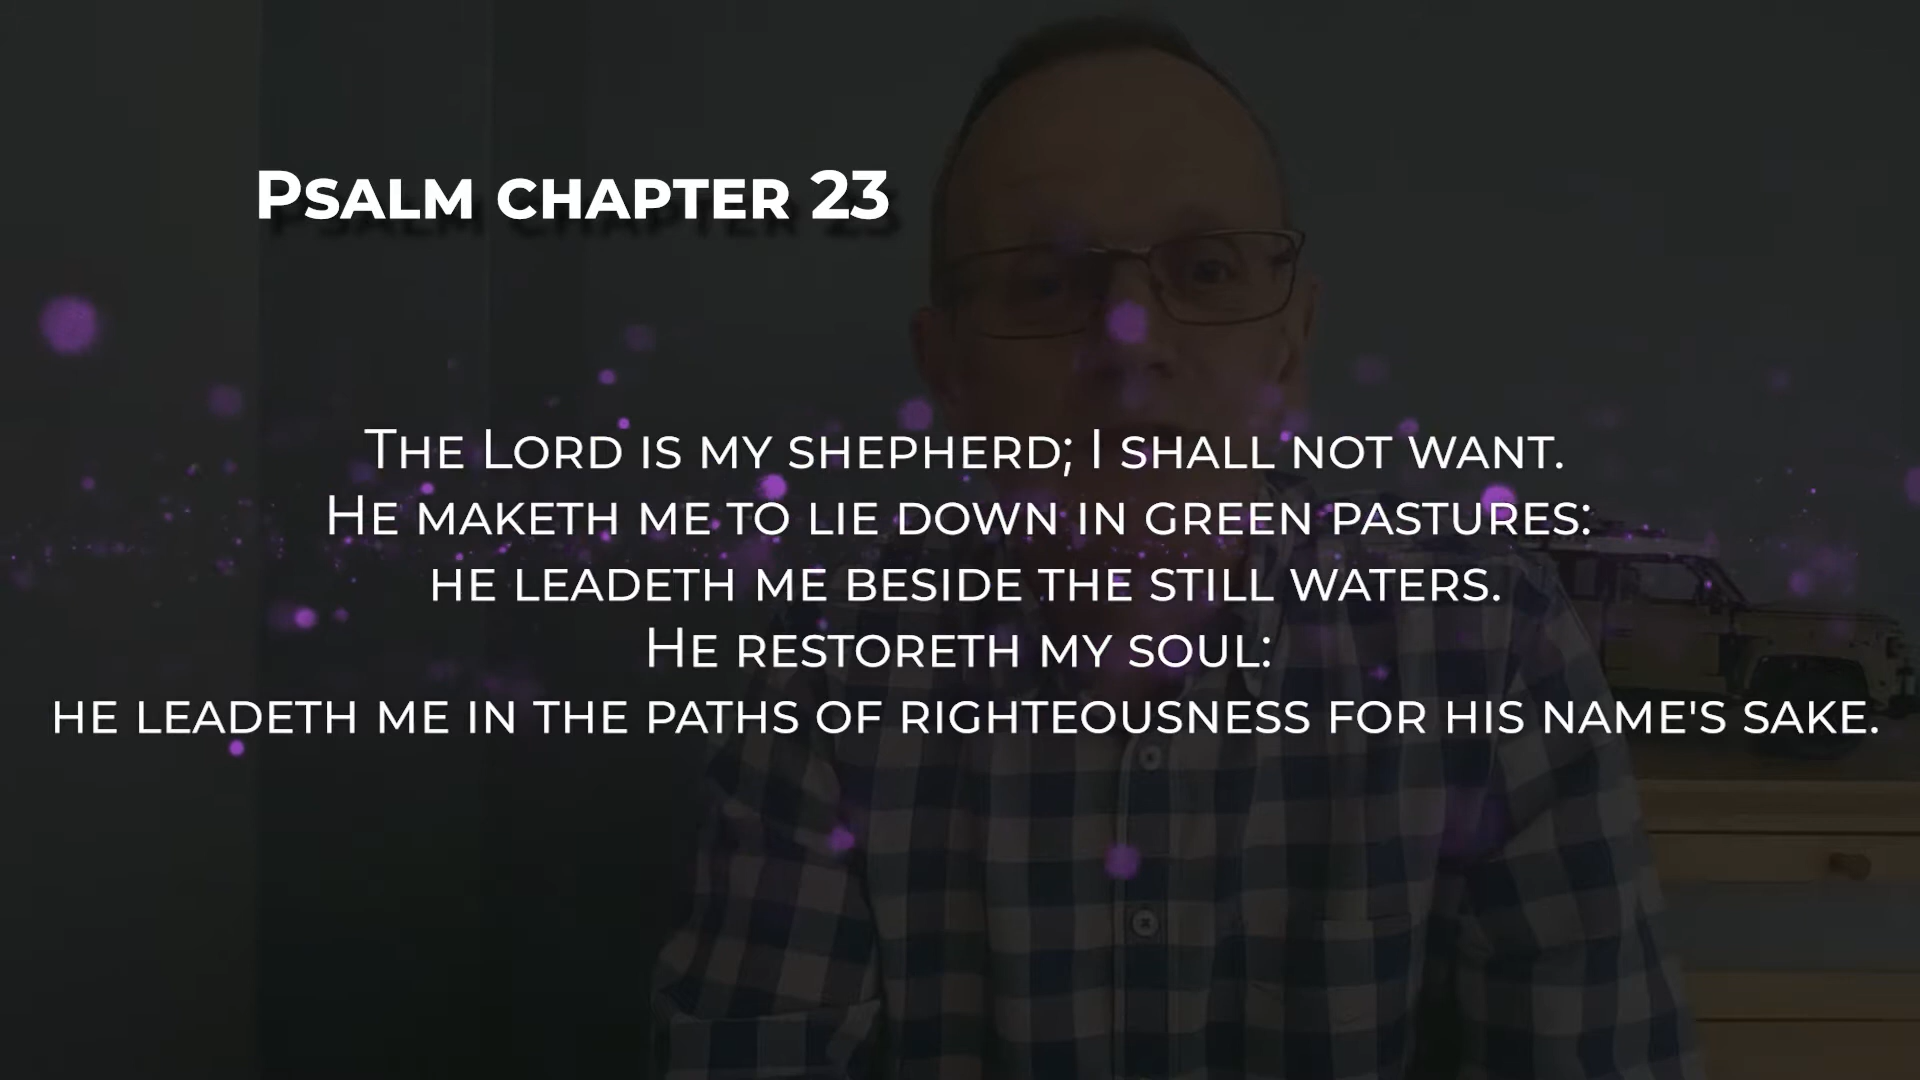 Psalm chapter 23
The Lord is my shepherd; I shall not want.
He maketh me to lie down in green pastures:
he leadeth me beside the still waters.
He restoreth my soul:
he leadeth me in the paths of righteousness for his name's sake.